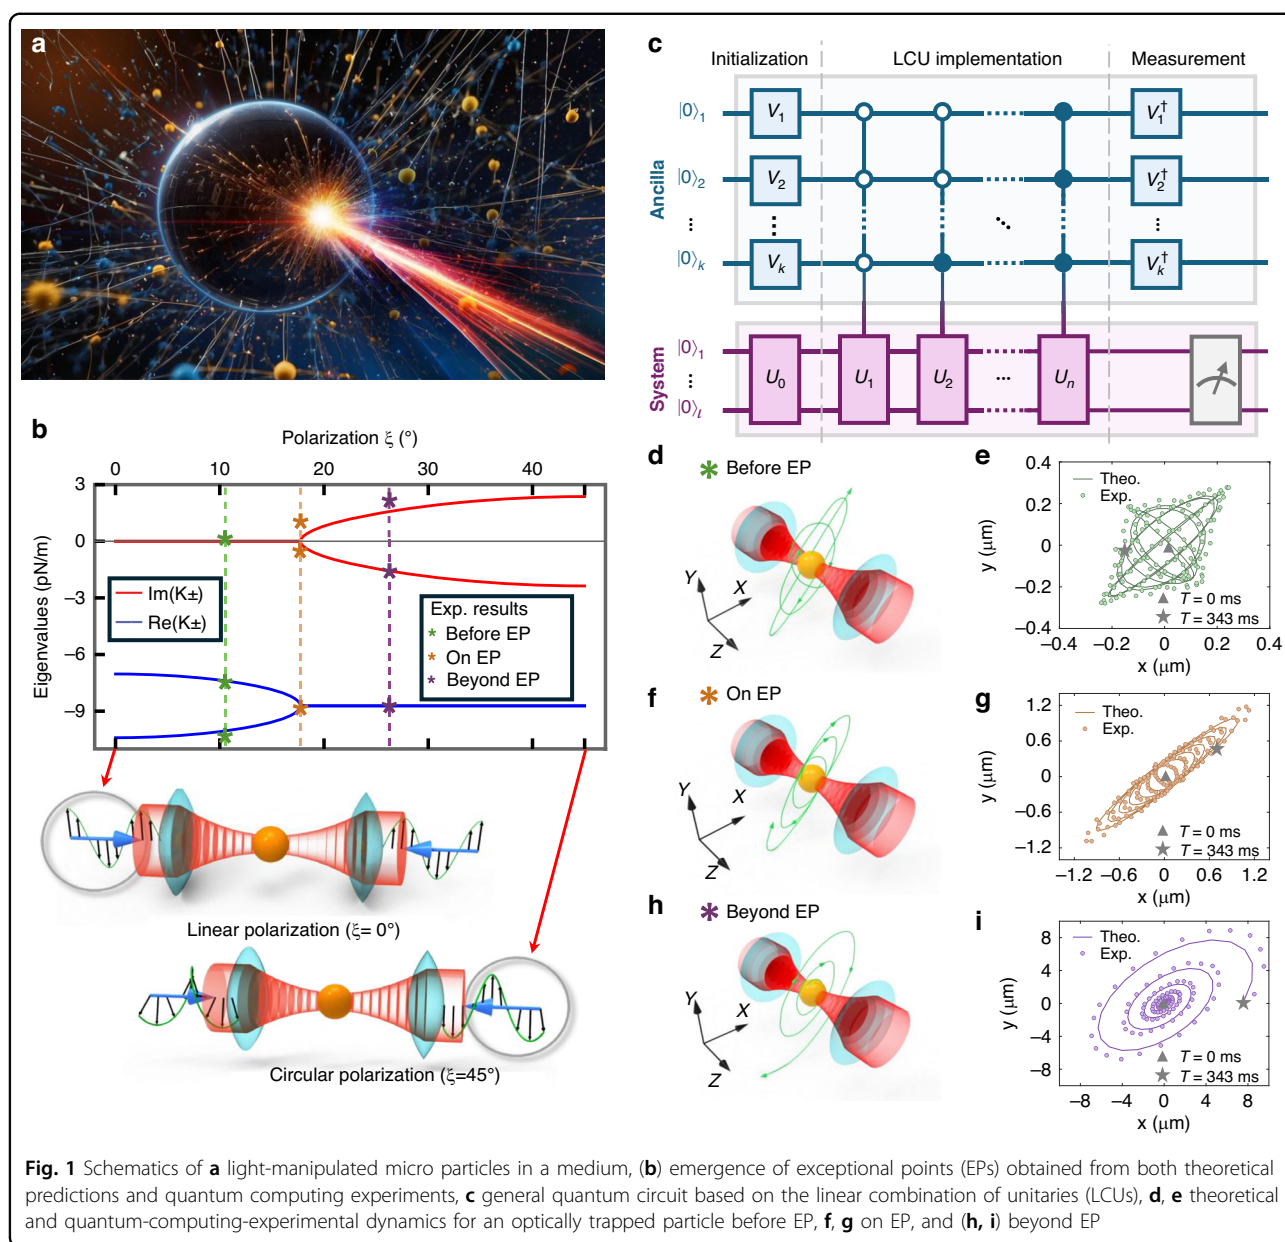 a
b
Polarization ξ (°)
0 10 20 30 40
3
0
−3
−6
−9
Eigenvalues (pN/m)
Im(K±)
Re(K±)
Exp. results
Before EP
On EP
Beyond EP
Linear polarization (ξ= 0°)
Circular polarization (ξ=45°)
c
Initialization LCU implementation Measurement
Ancilla
|0⟩1 V1 V1†
|0⟩2 V2 V2†
⋮ ⋮ ⋱ ⋮
|0⟩k Vk Vk†
System
|0⟩1
⋮ U0 U1 U2 ··· Un
|0⟩l
d
Before EP
Y X Z
e
0.4
0.2
0
−0.2
−0.4
y (μm)
Theo.
Exp.
T = 0 ms
T = 343 ms
−0.4 −0.2 0 0.2 0.4
x (μm)
f
On EP
Y X Z
g
1.2
0.6
0
−0.6
−1.2
y (μm)
Theo.
Exp.
T = 0 ms
T = 343 ms
−1.2 −0.6 0 0.6 1.2
x (μm)
h
Beyond EP
Y X Z
i
8
4
0
−4
−8
y (μm)
Theo.
Exp.
T = 0 ms
T = 343 ms
−8 −4 0 4 8
x (μm)
Fig. 1 Schematics of a light-manipulated micro particles in a medium, (b) emergence of exceptional points (EPs) obtained from both theoretical
predictions and quantum computing experiments, c general quantum circuit based on the linear combination of unitaries (LCUs), d, e theoretical
and quantum-computing-experimental dynamics for an optically trapped particle before EP, f, g on EP, and (h, i) beyond EP